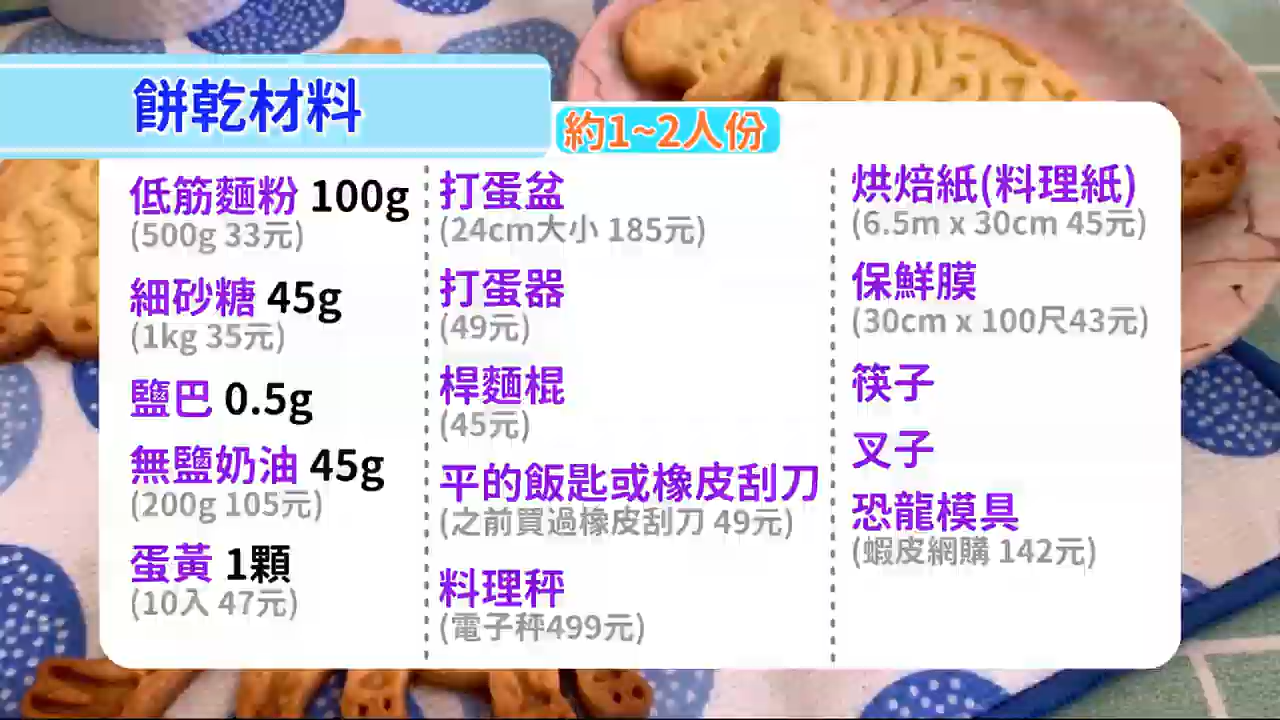 餅乾材料
約1~2人份
低筋麵粉 100g
(500g 33元)
細砂糖 45g
(1kg 35元)
鹽巴 0.5g
無鹽奶油 45g
(200g 105元)
蛋黃 1顆
(10入 47元)
打蛋盆
(24cm大小 185元)
打蛋器
(49元)
桿麵棍
(45元)
平的飯匙或橡皮刮刀
(之前買過橡皮刮刀 49元)
料理秤
(電子秤499元)
烘焙紙(料理紙)
(6.5m x 30cm 45元)
保鮮膜
(30cm x 100尺43元)
筷子
叉子
恐龍模具
(蝦皮網購 142元)